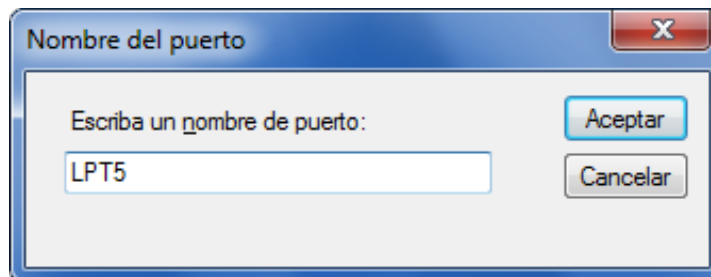 Nombre del puerto
Escriba un nombre de puerto:
Aceptar
LPT5
Cancelar